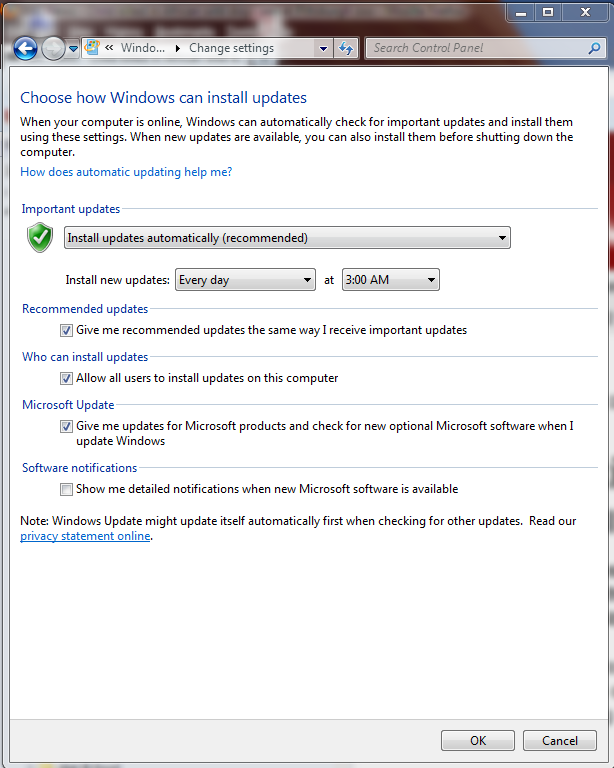 « Windo... Change settings
Search Control Panel
Choose how Windows can install updates
When your computer is online, Windows can automatically check for important updates and install them
using these settings. When new updates are available, you can also install them before shutting down the
computer.
How does automatic updating help me?
Important updates
Install updates automatically (recommended)
Install new updates: Every day at 3:00 AM
Recommended updates
Give me recommended updates the same way I receive important updates
Who can install updates
Allow all users to install updates on this computer
Microsoft Update
Give me updates for Microsoft products and check for new optional Microsoft software when I
update Windows
Software notifications
Show me detailed notifications when new Microsoft software is available
Note: Windows Update might update itself automatically first when checking for other updates. Read our
privacy statement online.
OK Cancel